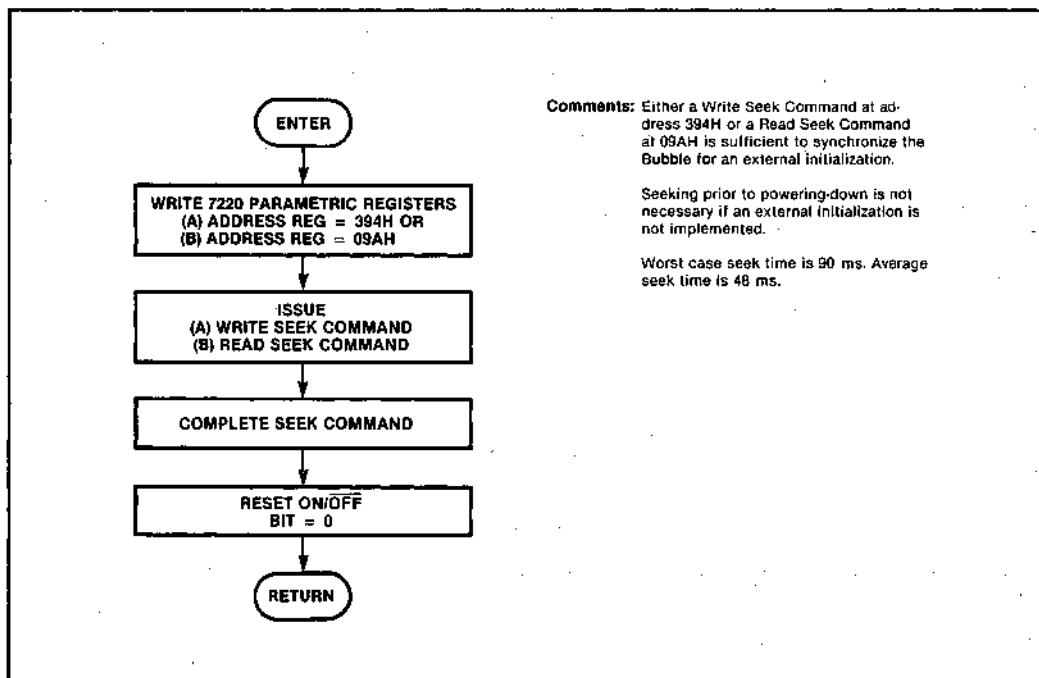 ENTER
WRITE 7220 PARAMETRIC REGISTERS
(A) ADDRESS REG = 394H OR
(B) ADDRESS REG = 09AH
ISSUE
(A) WRITE SEEK COMMAND
(B) READ SEEK COMMAND
COMPLETE SEEK COMMAND
RESET ON/O̅F̅F̅
BIT = 0
RETURN
Comments: Either a Write Seek Command at ad-
dress 394H or a Read Seek Command
at 09AH is sufficient to synchronize the
Bubble for an external initialization.
Seeking prior to powering-down is not
necessary if an external initialization is
not implemented.
Worst case seek time is 90 ms. Average
seek time is 48 ms.